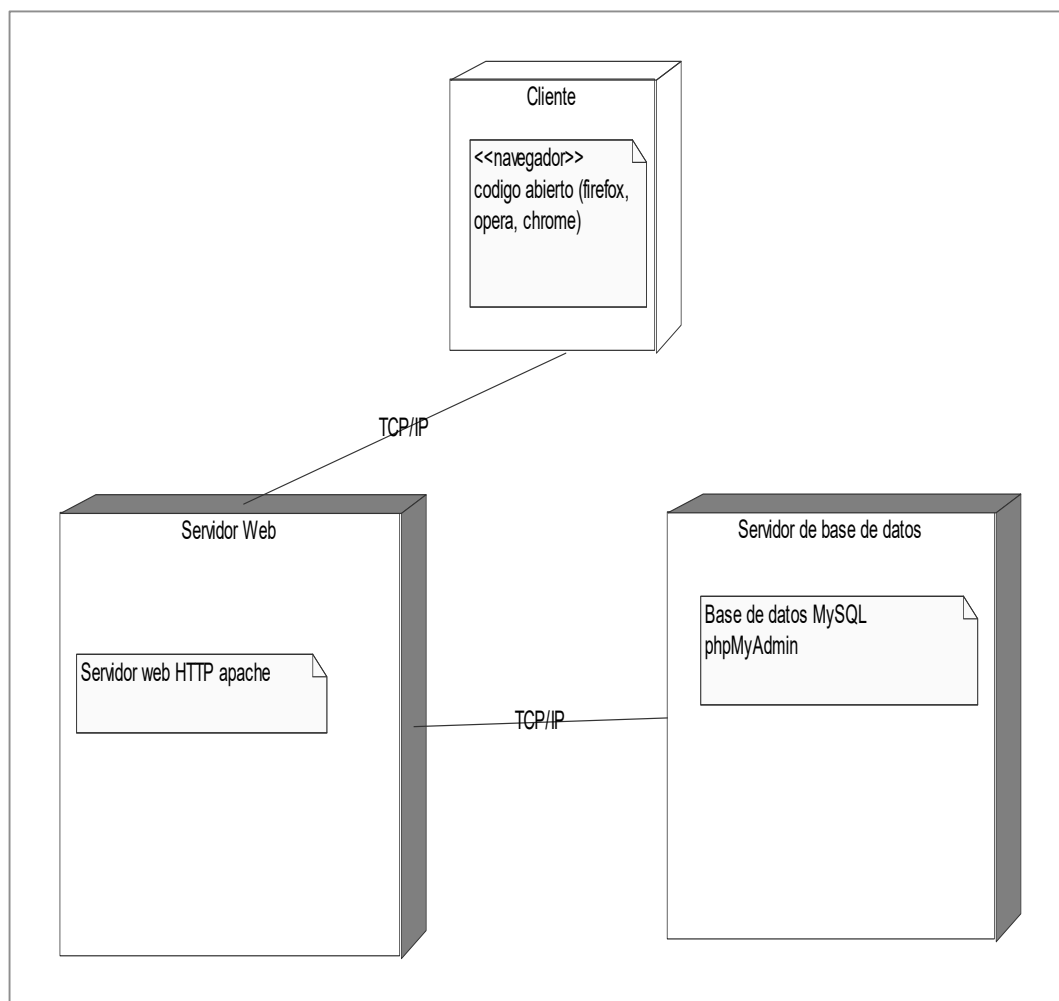 Cliente
<<navegador>>
codigo abierto (firefox,
opera, chrome)
TCP/IP
Servidor Web
Servidor web HTTP apache
TCP/IP
Servidor de base de datos
Base de datos MySQL
phpMyAdmin